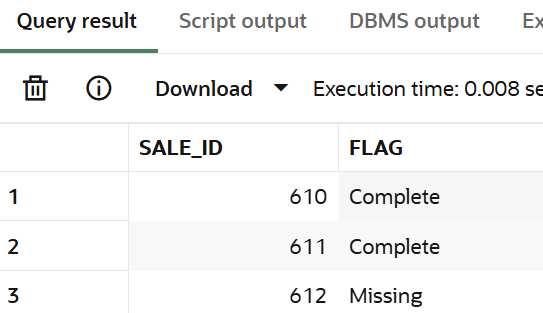 Query result Script output DBMS output Ex
Download Execution time: 0.008 se
SALE_ID FLAG
1 610 Complete
2 611 Complete
3 612 Missing